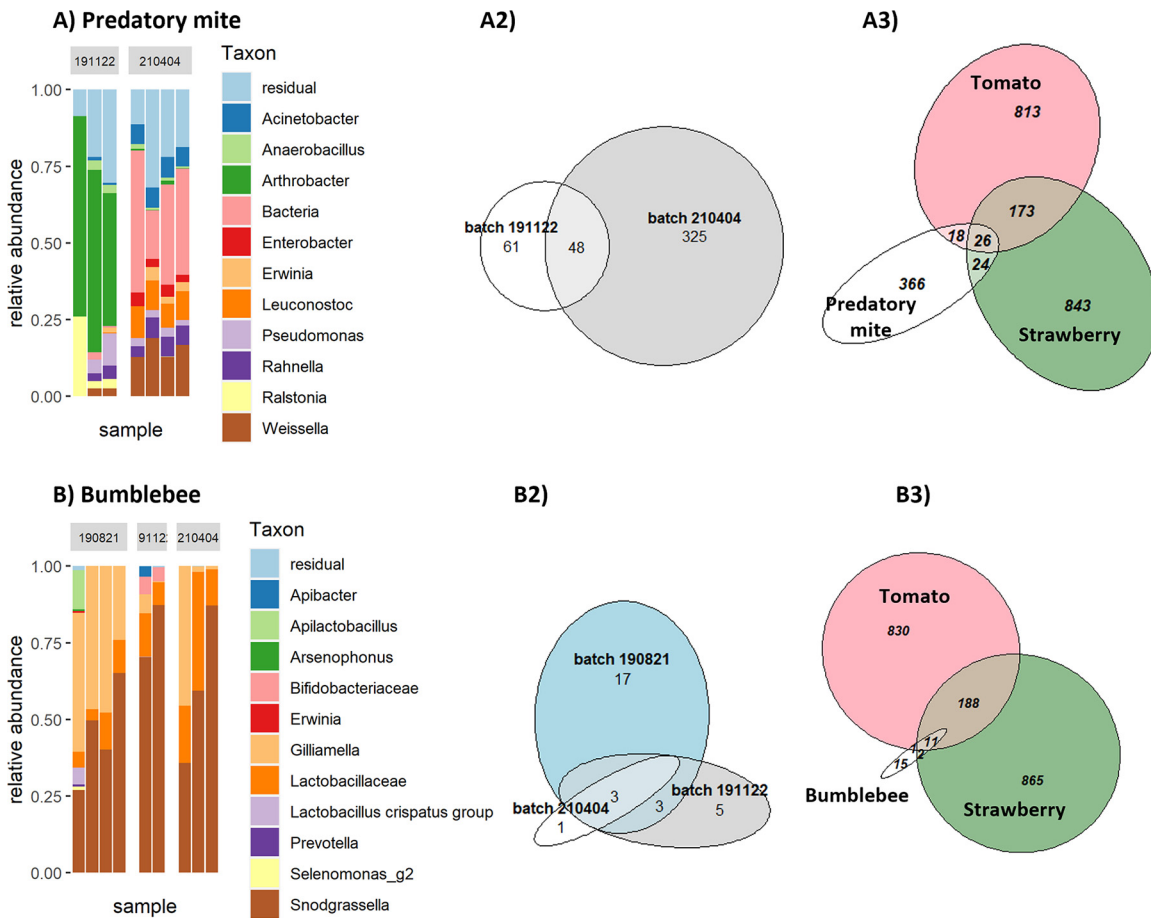 A) Predatory mite
A2)
A3)
191122
210404
Taxon
residual
Acinetobacter
Anaerobacillus
Arthrobacter
Bacteria
Enterobacter
Erwinia
Leuconostoc
Pseudomonas
Rahnella
Ralstonia
Weissella
relative abundance
1.00
0.75
0.50
0.25
0.00
sample
batch 191122
61
48
batch 210404
325
Tomato
813
173
18
26
24
366
Predatory
mite
843
Strawberry
B) Bumblebee
B2)
B3)
190821
91122
210404
Taxon
residual
Apibacter
Apilactobacillus
Arsenophonus
Bifidobacteriaceae
Erwinia
Gilliamella
Lactobacillaceae
Lactobacillus crispatus group
Prevotella
Selenomonas_g2
Snodgrassella
relative abundance
1.00
0.75
0.50
0.25
0.00
sample
batch 190821
17
batch 191122
5
batch 210404
1
3
3
Tomato
830
188
11
1
2
15
Bumblebee
865
Strawberry